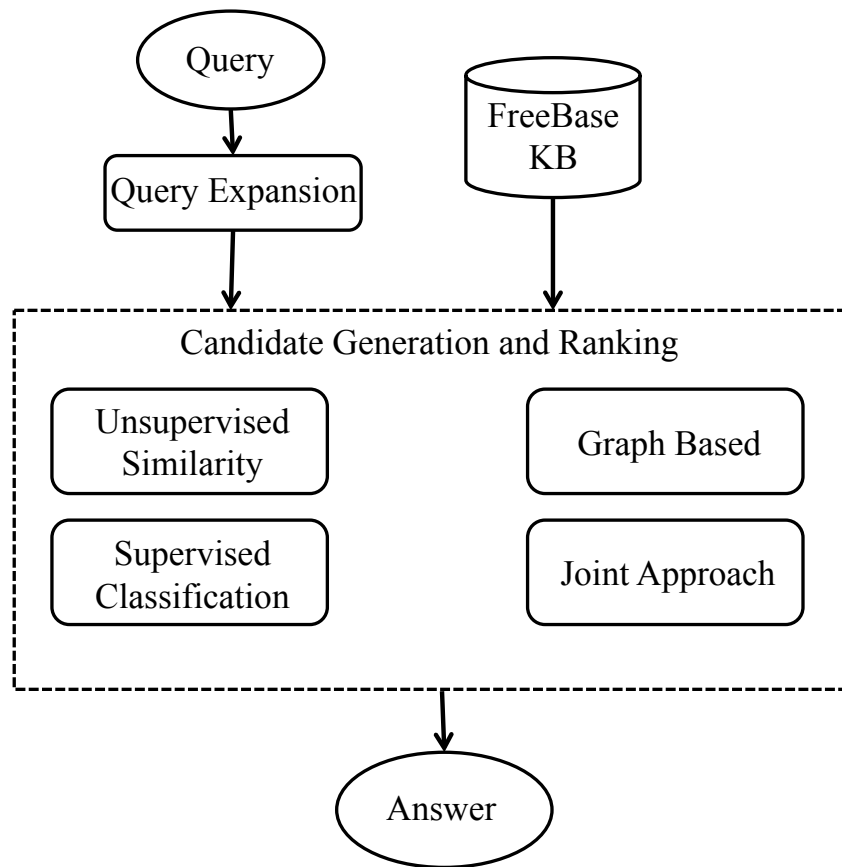 Query
FreeBase
KB
Query Expansion
Candidate Generation and Ranking
Unsupervised
Similarity
Graph Based
Supervised
Classification
Joint Approach
Answer